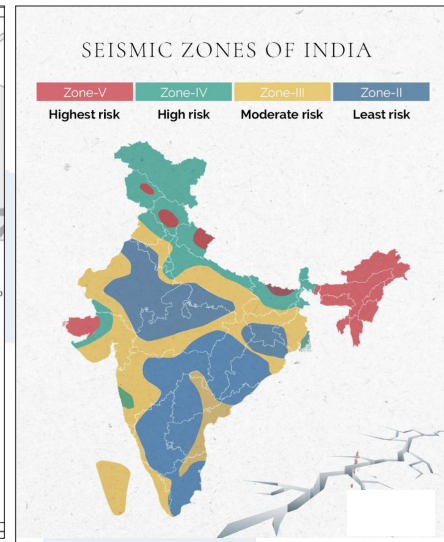 SEISMIC ZONES OF INDIA
Zone-V Zone-IV Zone-III Zone-II
Highest risk High risk Moderate risk Least risk